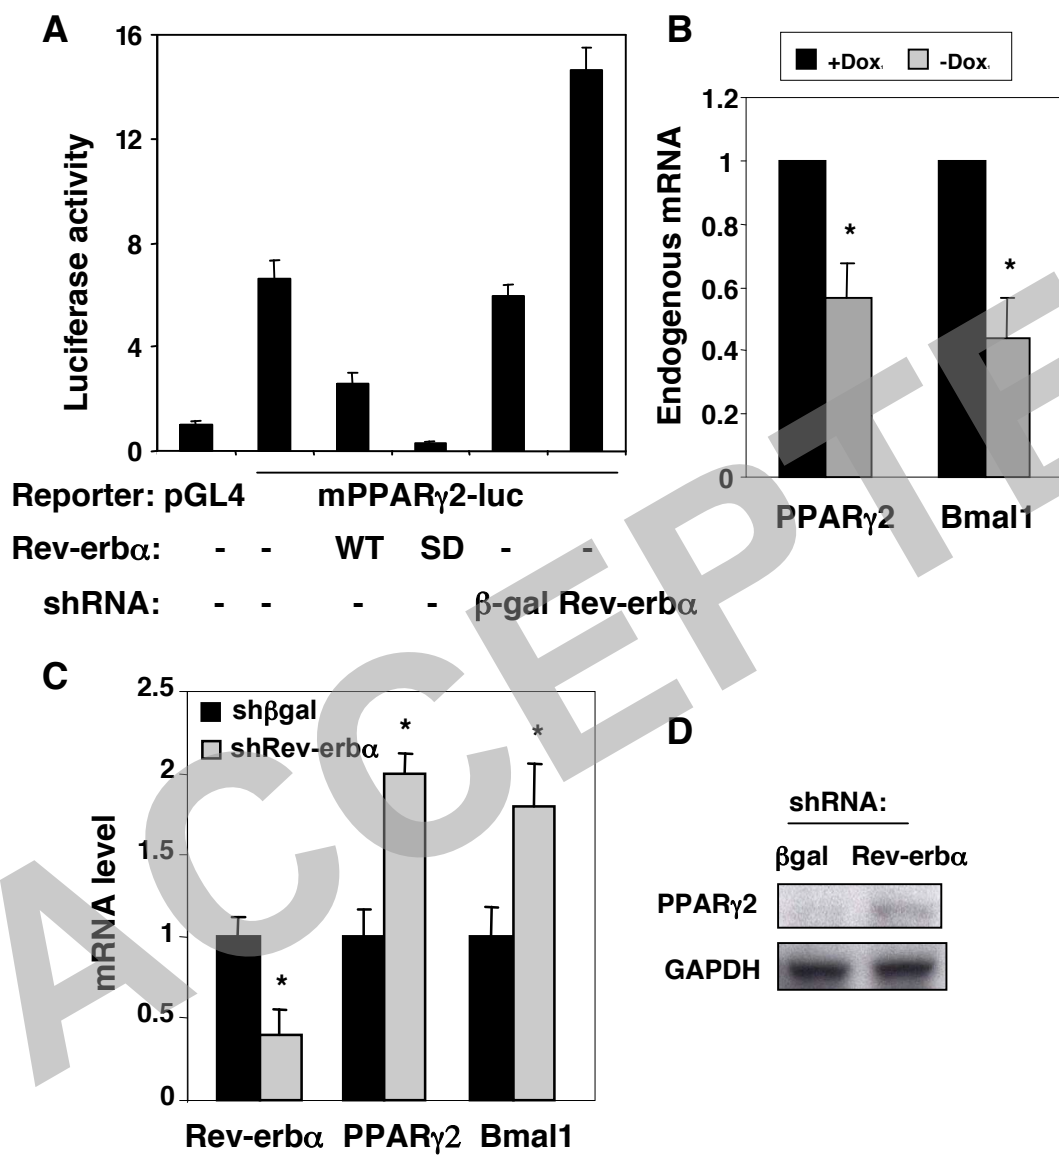 A
16
12
8
4
0
Luciferase activity
Reporter: pGL4 mPPARγ2-luc
Rev-erbα: - - WT SD - -
shRNA: - - - - β-gal Rev-erbα
B
+Dox. -Dox.
1.2
1
0.8
0.6
0.4
0.2
0
Endogenous mRNA
* *
PPARγ2 Bmal1
C
2.5
2
1.5
1
0.5
0
mRNA level
shβgal
shRev-erbα
* * *
Rev-erbα PPARγ2 Bmal1
D
shRNA:
βgal Rev-erbα
PPARγ2
GAPDH
ACCEPTE